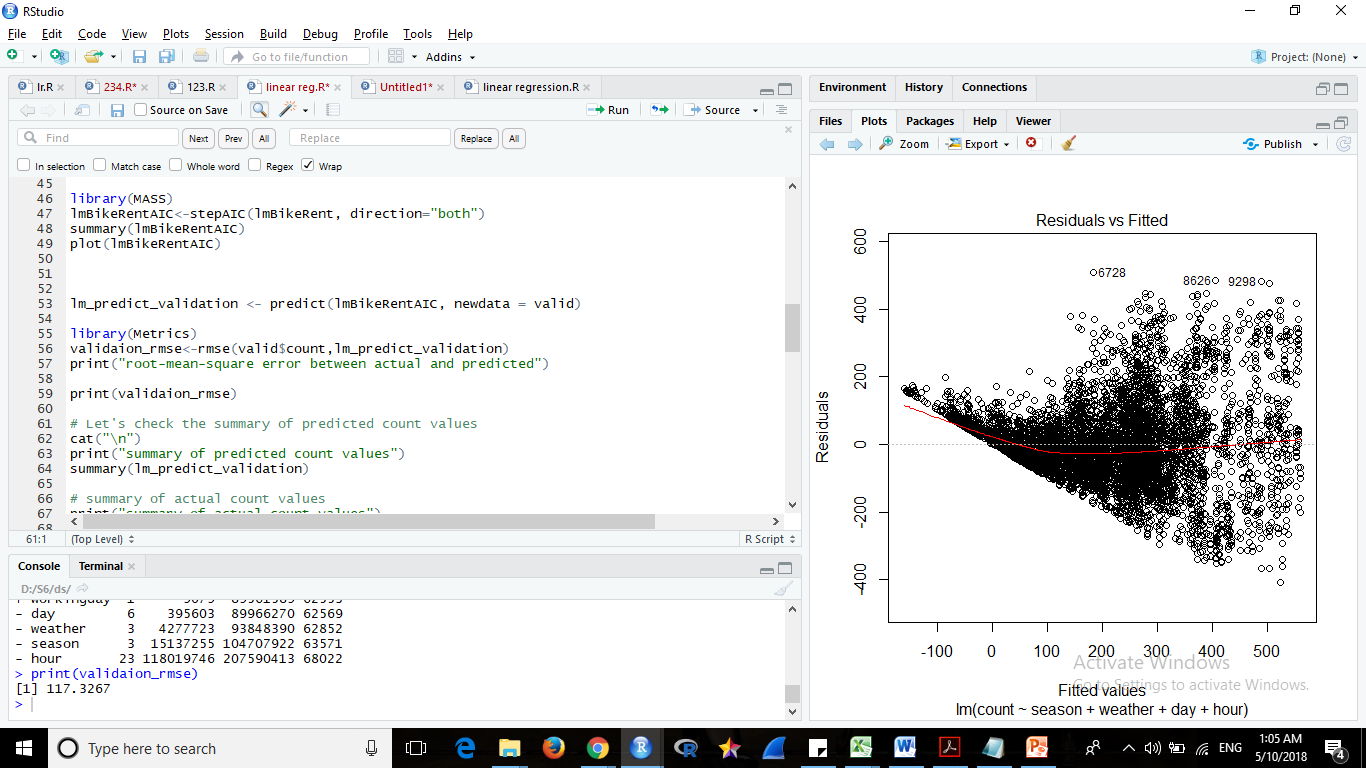 RStudio
File Edit Code View Plots Session Build Debug Profile Tools Help
Go to file/function Addins Project: (None)
lr.R 234.R* 123.R linear reg.R* Untitled1* linear regression.R
Source on Save Run Source
Find Next Prev All Replace Replace All
In selection Match case Whole word Regex Wrap
45
46 library(MASS)
47 lmBikeRentAIC<-stepAIC(lmBikeRent, direction="both")
48 summary(lmBikeRentAIC)
49 plot(lmBikeRentAIC)
50
51
52
53 lm_predict_validation <- predict(lmBikeRentAIC, newdata = valid)
54
55 library(Metrics)
56 validaion_rmse<-rmse(valid$count,lm_predict_validation)
57 print("root-mean-square error between actual and predicted")
58
59 print(validaion_rmse)
60
61 # Let's check the summary of predicted count values
62 cat("\n")
63 print("summary of predicted count values")
64 summary(lm_predict_validation)
65
66 # summary of actual count values
67 print("summary of actual count values")
68
61:1 (Top Level) R Script
Console Terminal
D:/S6/ds/
+ workingday 1
- day 6 395603 89966270 62569
- weather 3 4277723 93848390 62852
- season 3 15137255 104707922 63571
- hour 23 118019746 207590413 68022
> print(validaion_rmse)
[1] 117.3267
>
Environment History Connections
Files Plots Packages Help Viewer
Zoom Export Publish
Residuals vs Fitted
600
400
200
0
-200
-400
Residuals
6728
8626
9298
-100 0 100 200 300 400 500
Fitted values
lm(count ~ season + weather + day + hour)
Activate Windows
Go to Settings to activate Windows.
Type here to search
ENG
1:05 AM
5/10/2018
4